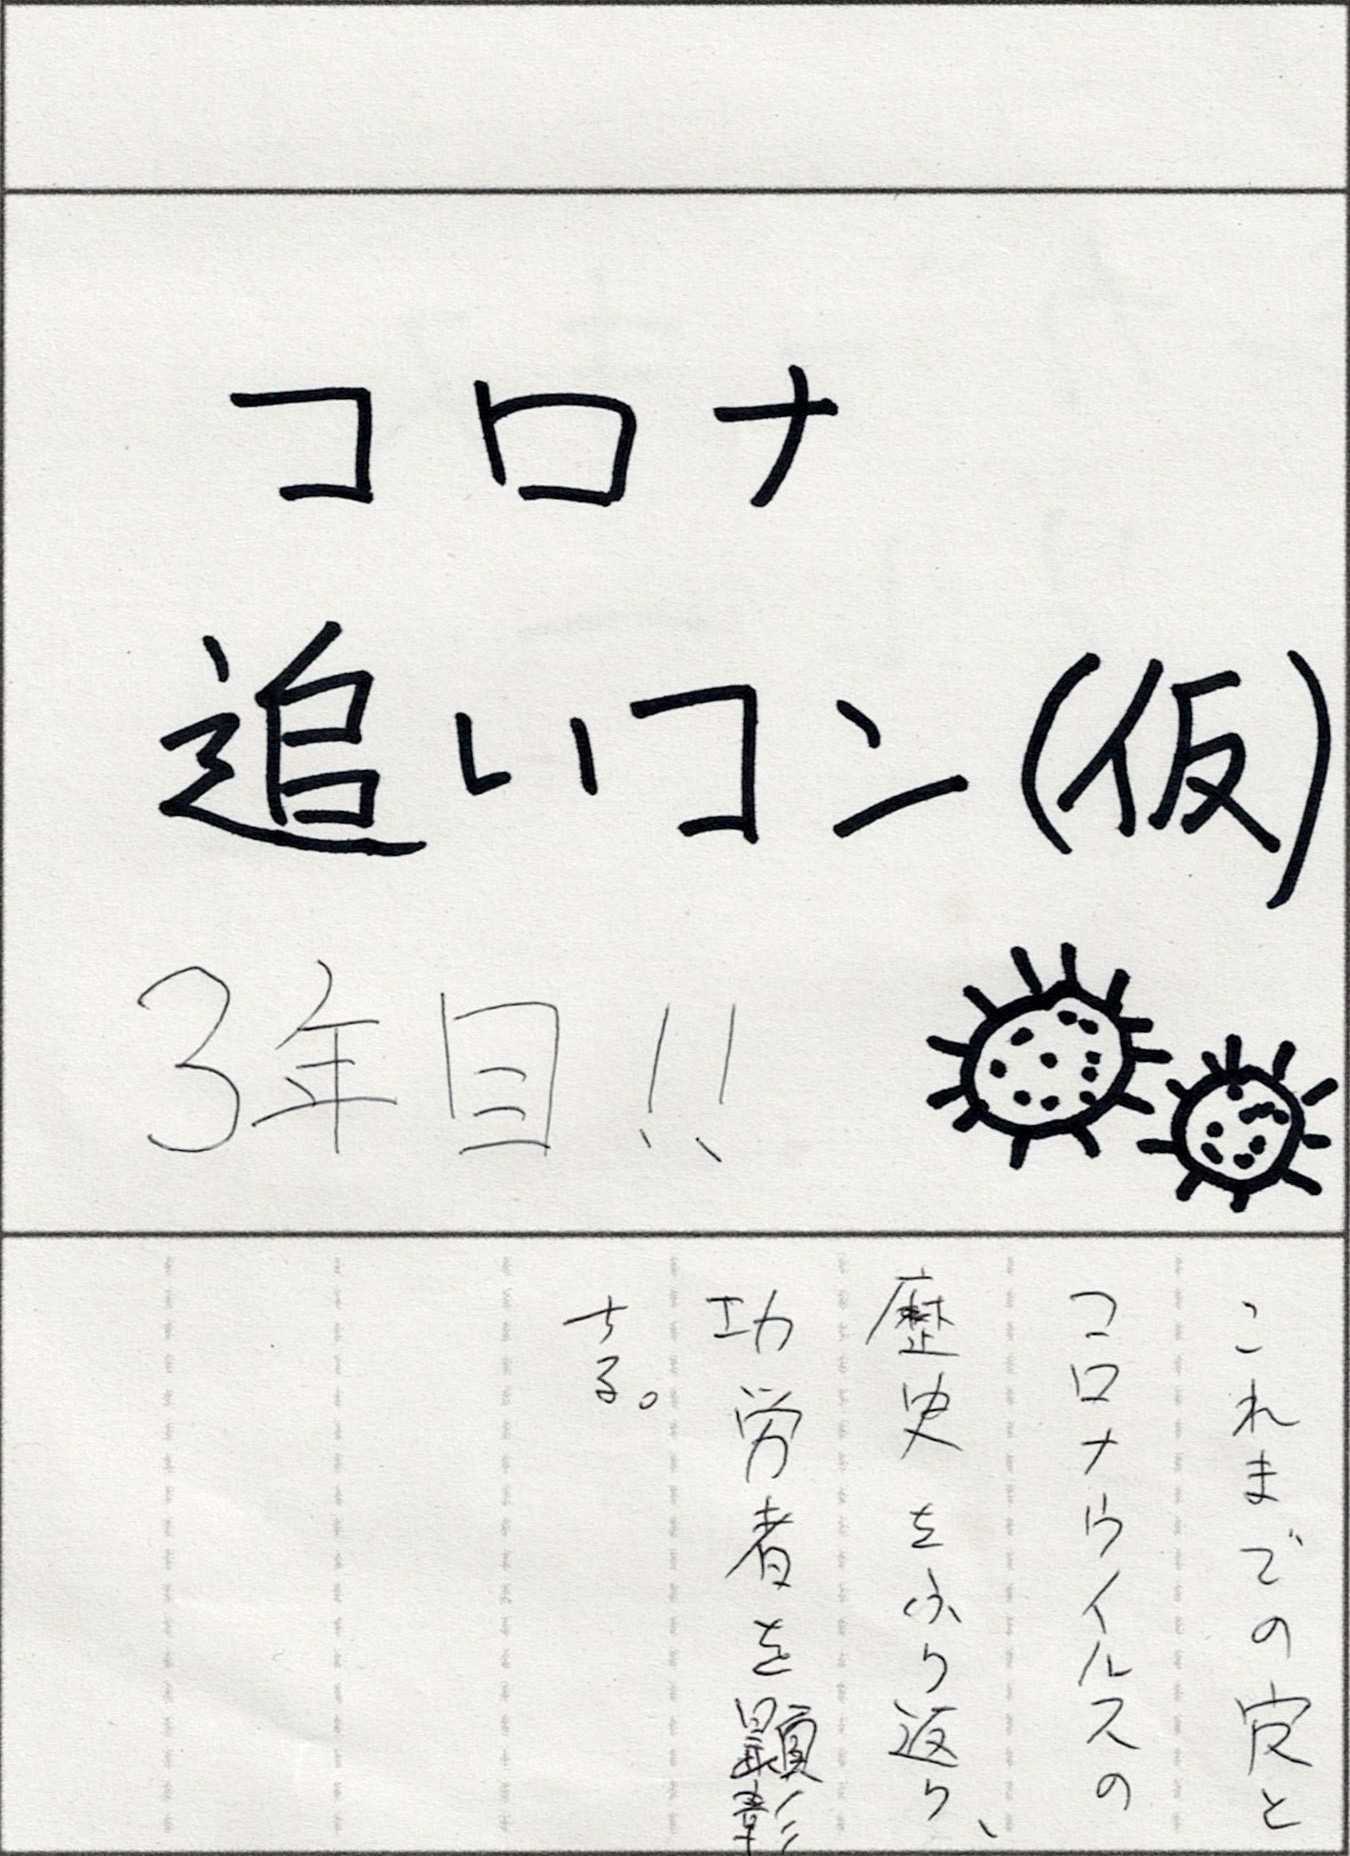 コロナ
追いコン(仮)
3年目!!
これまでのと
コロナウイルスの
歴史をふり返り、
功労者を顕彰
する。